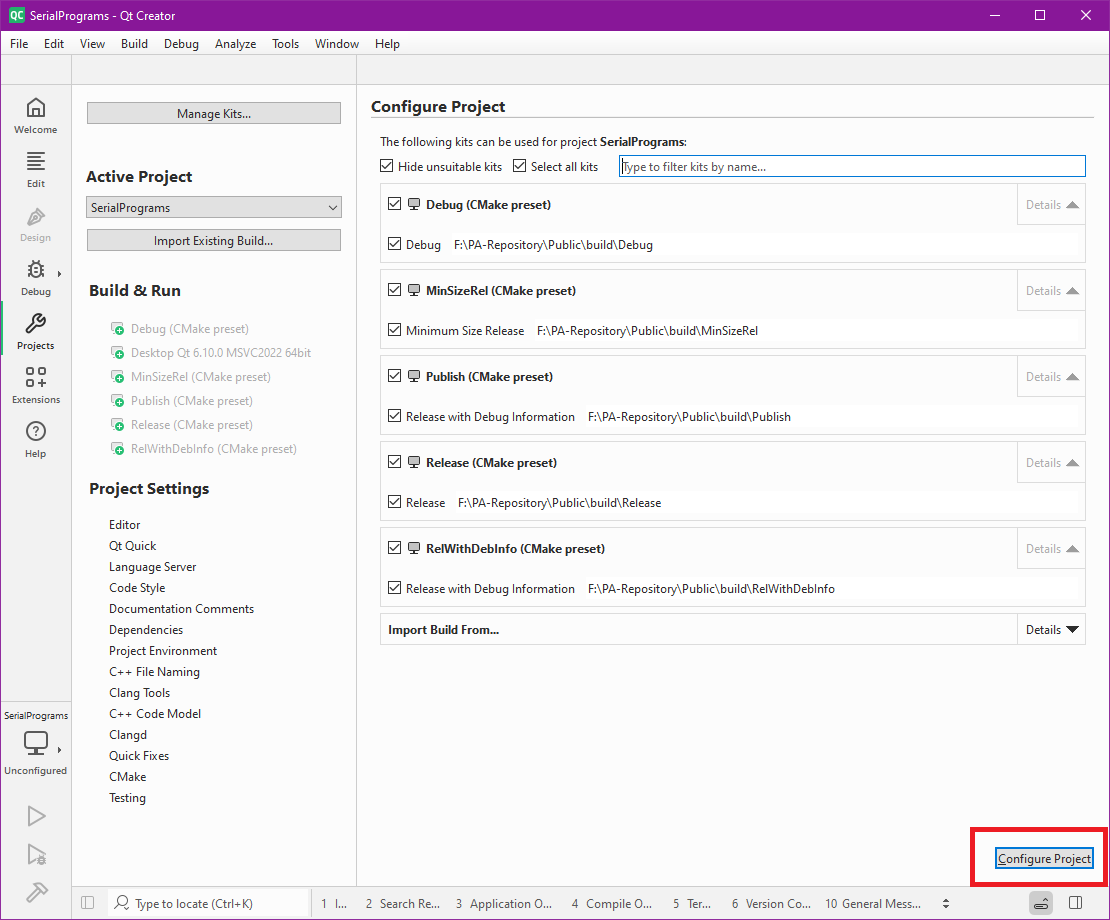 QC SerialPrograms - Qt Creator
File Edit View Build Debug Analyze Tools Window Help
Welcome
Edit
Design
Debug
Projects
Extensions
Help
SerialPrograms
Unconfigured
Manage Kits...
Active Project
SerialPrograms
Import Existing Build...
Build & Run
Debug (CMake preset)
Desktop Qt 6.10.0 MSVC2022 64bit
MinSizeRel (CMake preset)
Publish (CMake preset)
Release (CMake preset)
RelWithDebInfo (CMake preset)
Project Settings
Editor
Qt Quick
Language Server
Code Style
Documentation Comments
Dependencies
Project Environment
C++ File Naming
Clang Tools
C++ Code Model
Clangd
Quick Fixes
CMake
Testing
Configure Project
The following kits can be used for project SerialPrograms:
Hide unsuitable kits Select all kits Type to filter kits by name...
Debug (CMake preset) Details
Debug F:\PA-Repository\Public\build\Debug
MinSizeRel (CMake preset) Details
Minimum Size Release F:\PA-Repository\Public\build\MinSizeRel
Publish (CMake preset) Details
Release with Debug Information F:\PA-Repository\Public\build\Publish
Release (CMake preset) Details
Release F:\PA-Repository\Public\build\Release
RelWithDebInfo (CMake preset) Details
Release with Debug Information F:\PA-Repository\Public\build\RelWithDebInfo
Import Build From... Details
Configure Project
Type to locate (Ctrl+K) 1 I... 2 Search Re... 3 Application O... 4 Compile O... 5 Ter... 6 Version Co... 10 General Mess...